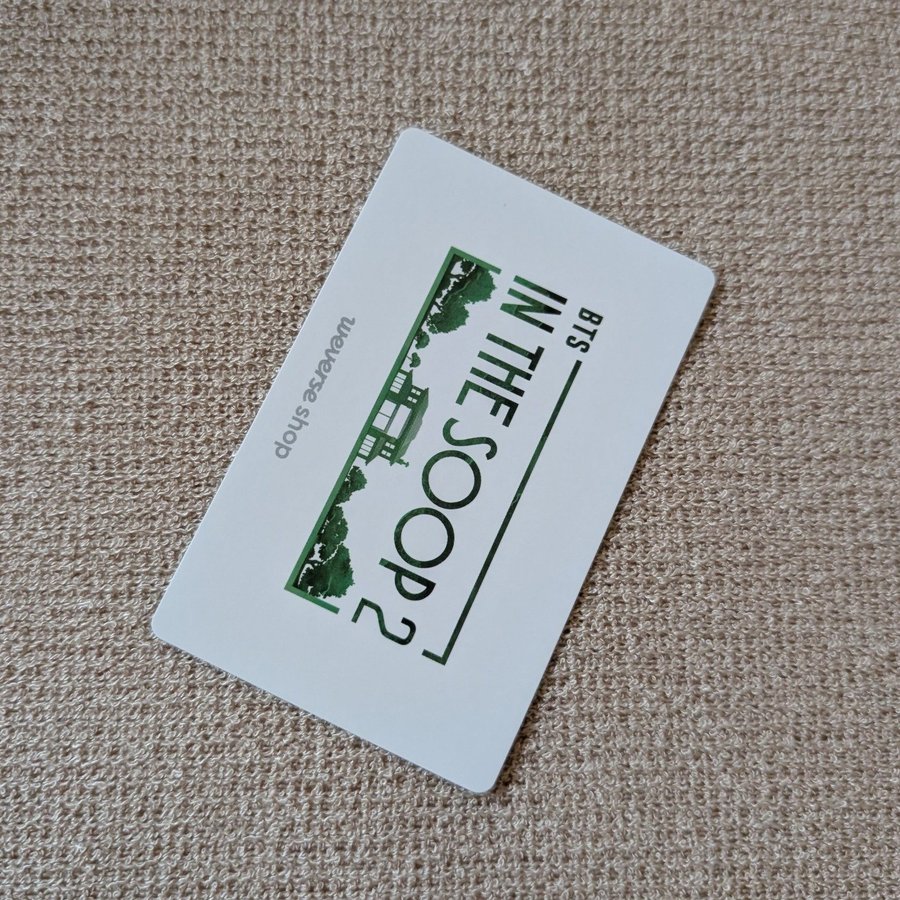 BTS
IN THE SOOP 2
weverse shop